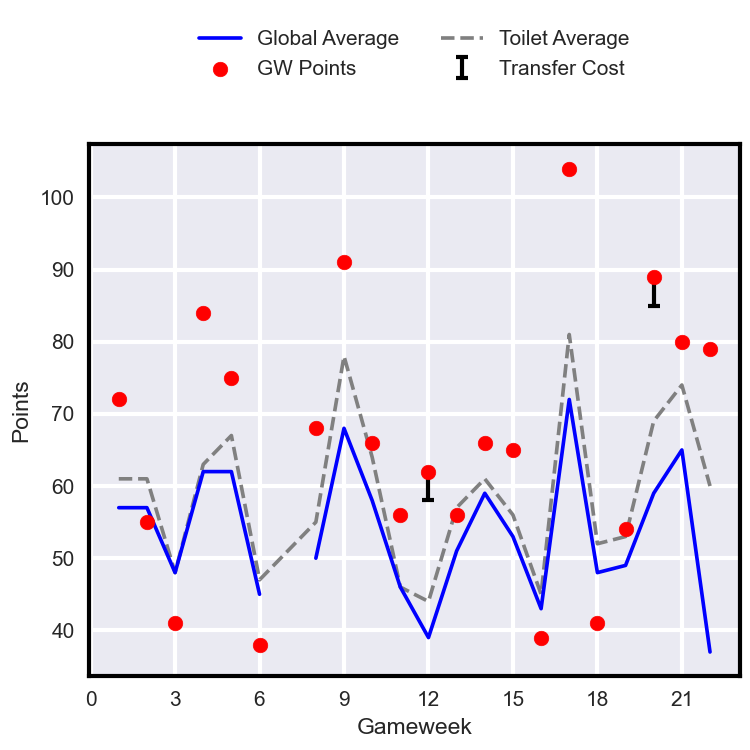 Global Average
Toilet Average
GW Points
Transfer Cost
Points
100
90
80
70
60
50
40
0 3 6 9 12 15 18 21
Gameweek